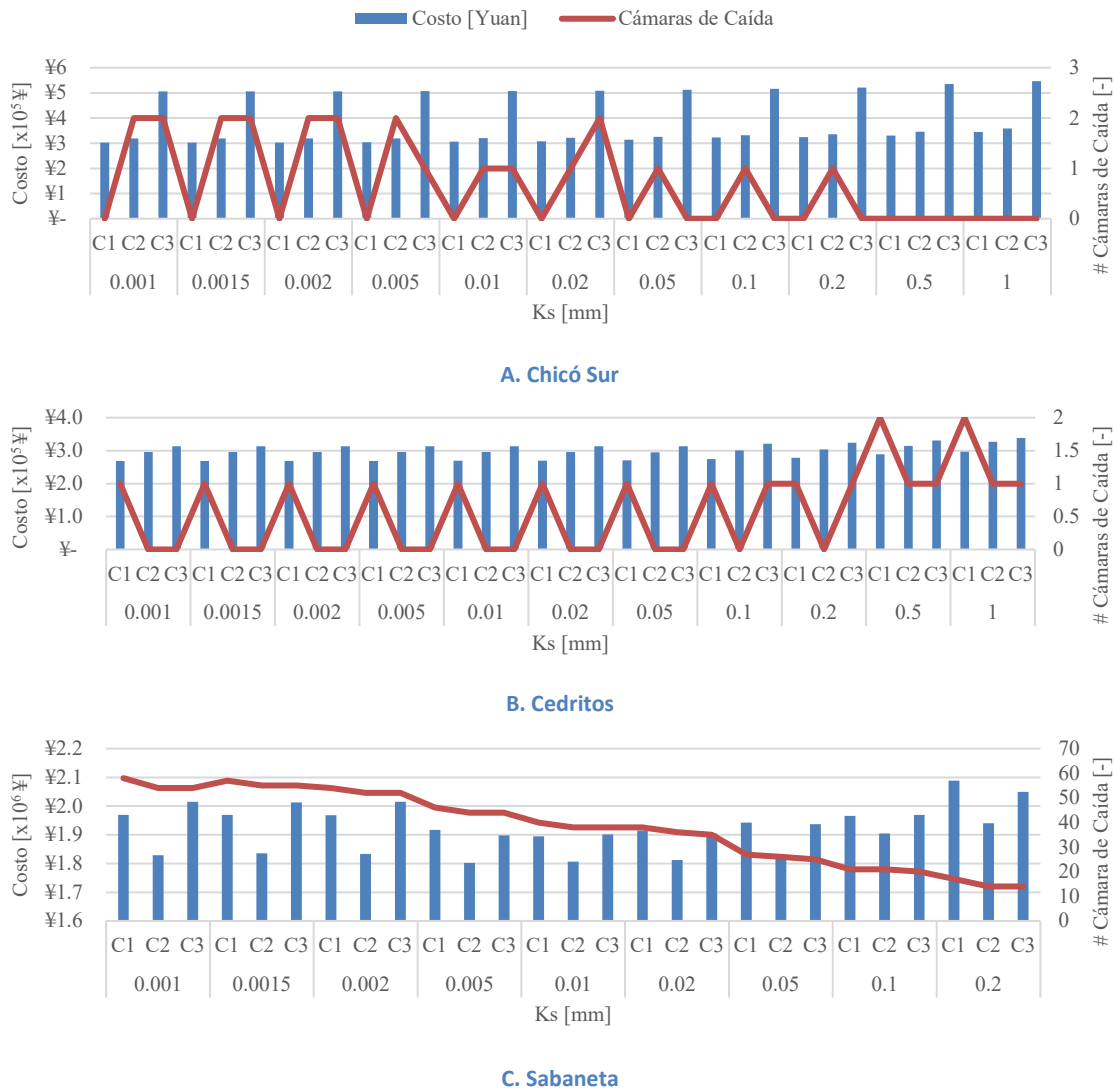 Costo [Yuan] Cámaras de Caída
Costo [x10⁵ ¥]
¥6
¥5
¥4
¥3
¥2
¥1
¥-
3
2
1
0
# Cámaras de Caída [-]
C1 C2 C3 C1 C2 C3 C1 C2 C3 C1 C2 C3 C1 C2 C3 C1 C2 C3 C1 C2 C3 C1 C2 C3 C1 C2 C3 C1 C2 C3 C1 C2 C3
0.001 0.0015 0.002 0.005 0.01 0.02 0.05 0.1 0.2 0.5 1
Ks [mm]
A. Chicó Sur
Costo [x10⁵ ¥]
¥4.0
¥3.0
¥2.0
¥1.0
¥-
2
1.5
1
0.5
0
# Cámaras de Caída [-]
C1 C2 C3 C1 C2 C3 C1 C2 C3 C1 C2 C3 C1 C2 C3 C1 C2 C3 C1 C2 C3 C1 C2 C3 C1 C2 C3 C1 C2 C3 C1 C2 C3
0.001 0.0015 0.002 0.005 0.01 0.02 0.05 0.1 0.2 0.5 1
Ks [mm]
B. Cedritos
Costo [x10⁶ ¥]
¥2.2
¥2.1
¥2.0
¥1.9
¥1.8
¥1.7
¥1.6
70
60
50
40
30
20
10
0
# Cámara de Caída [-]
C1 C2 C3 C1 C2 C3 C1 C2 C3 C1 C2 C3 C1 C2 C3 C1 C2 C3 C1 C2 C3 C1 C2 C3 C1 C2 C3
0.001 0.0015 0.002 0.005 0.01 0.02 0.05 0.1 0.2
Ks [mm]
C. Sabaneta